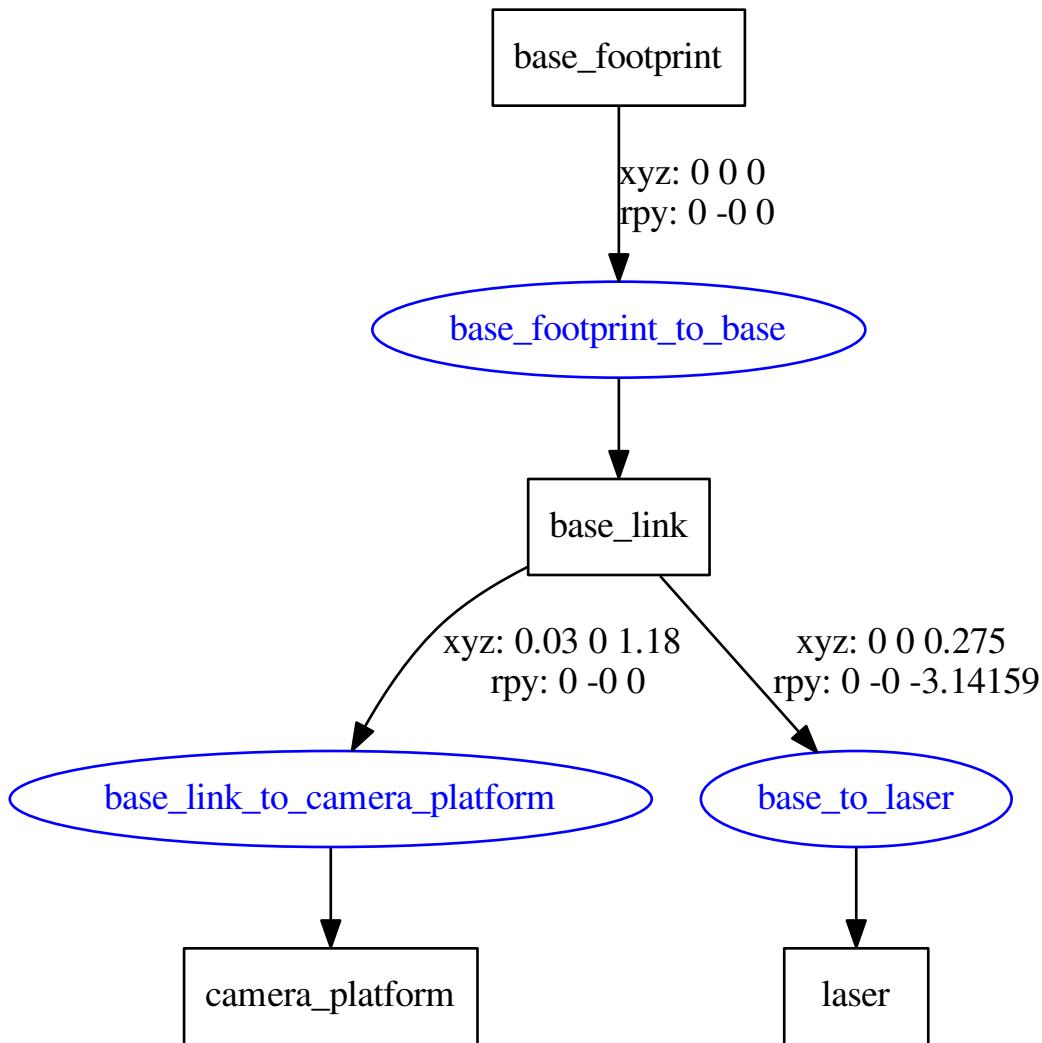 base_footprint
xyz: 0 0 0
rpy: 0 -0 0
base_footprint_to_base
base_link
xyz: 0.03 0 1.18
rpy: 0 -0 0
xyz: 0 0 0.275
rpy: 0 -0 -3.14159
base_link_to_camera_platform
base_to_laser
camera_platform
laser